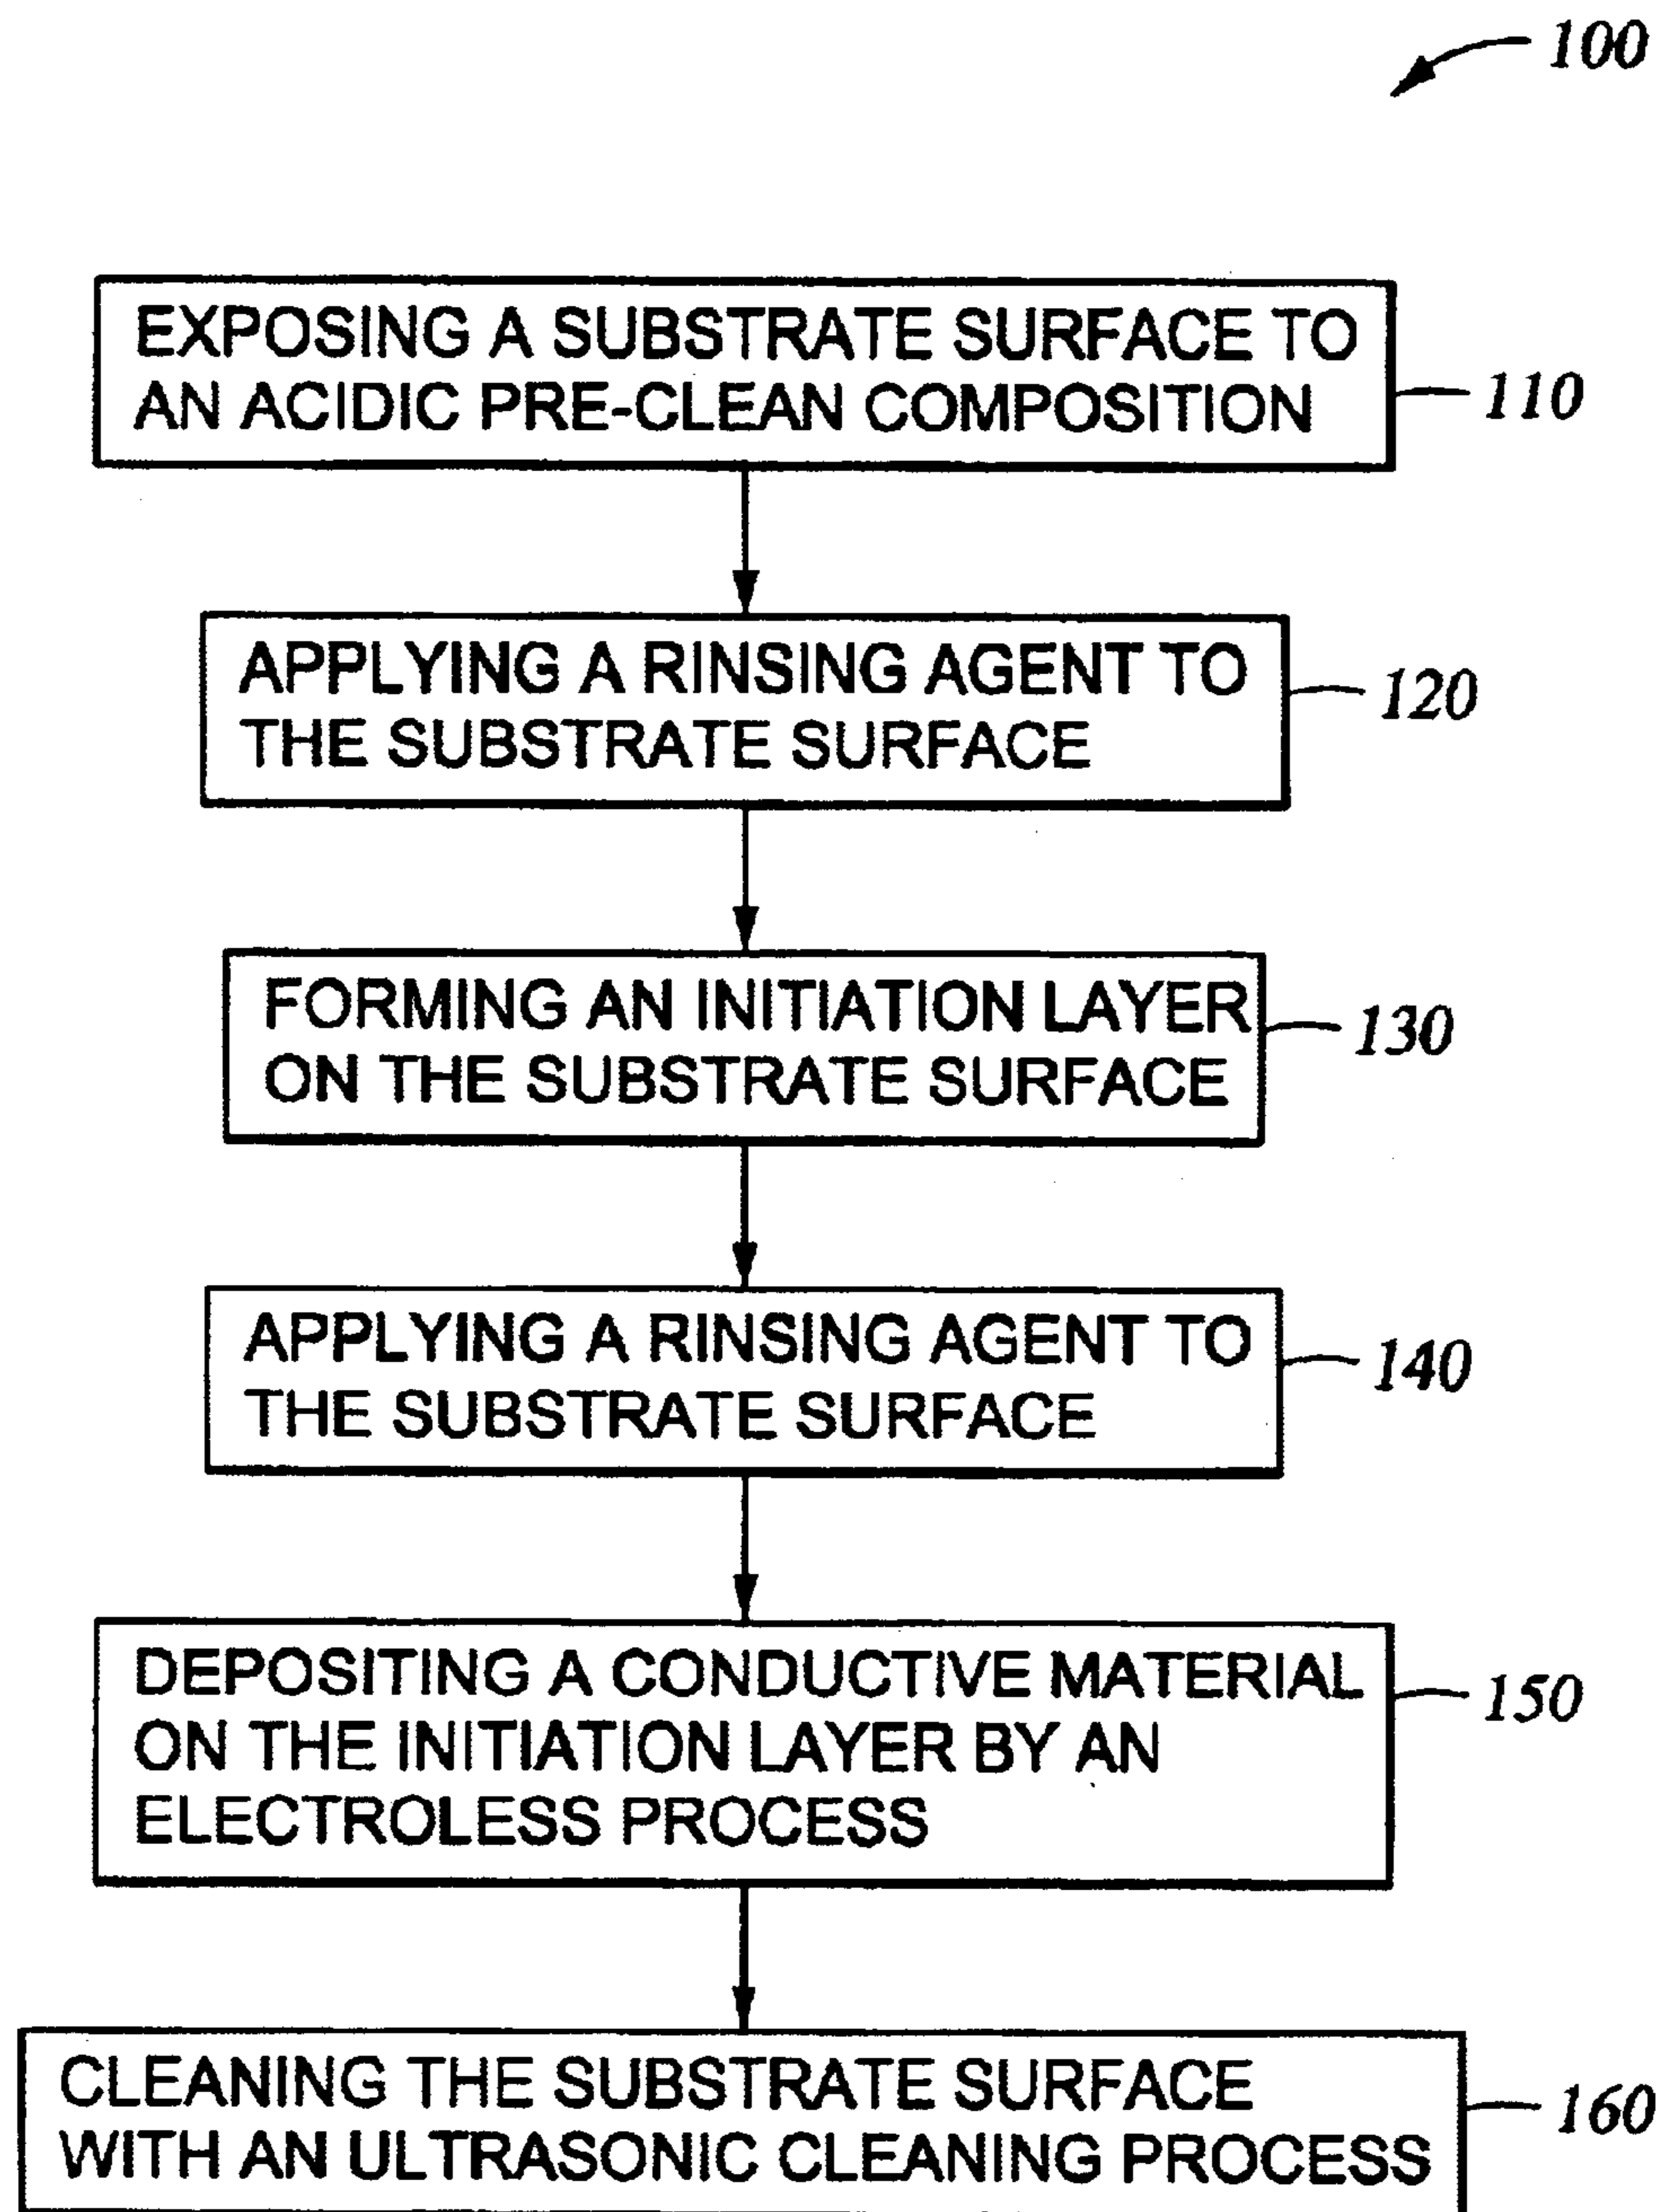 100
EXPOSING A SUBSTRATE SURFACE TO
AN ACIDIC PRE-CLEAN COMPOSITION
110
APPLYING A RINSING AGENT TO
THE SUBSTRATE SURFACE
120
FORMING AN INITIATION LAYER
ON THE SUBSTRATE SURFACE
130
APPLYING A RINSING AGENT TO
THE SUBSTRATE SURFACE
140
DEPOSITING A CONDUCTIVE MATERIAL
ON THE INITIATION LAYER BY AN
ELECTROLESS PROCESS
150
CLEANING THE SUBSTRATE SURFACE
WITH AN ULTRASONIC CLEANING PROCESS
160